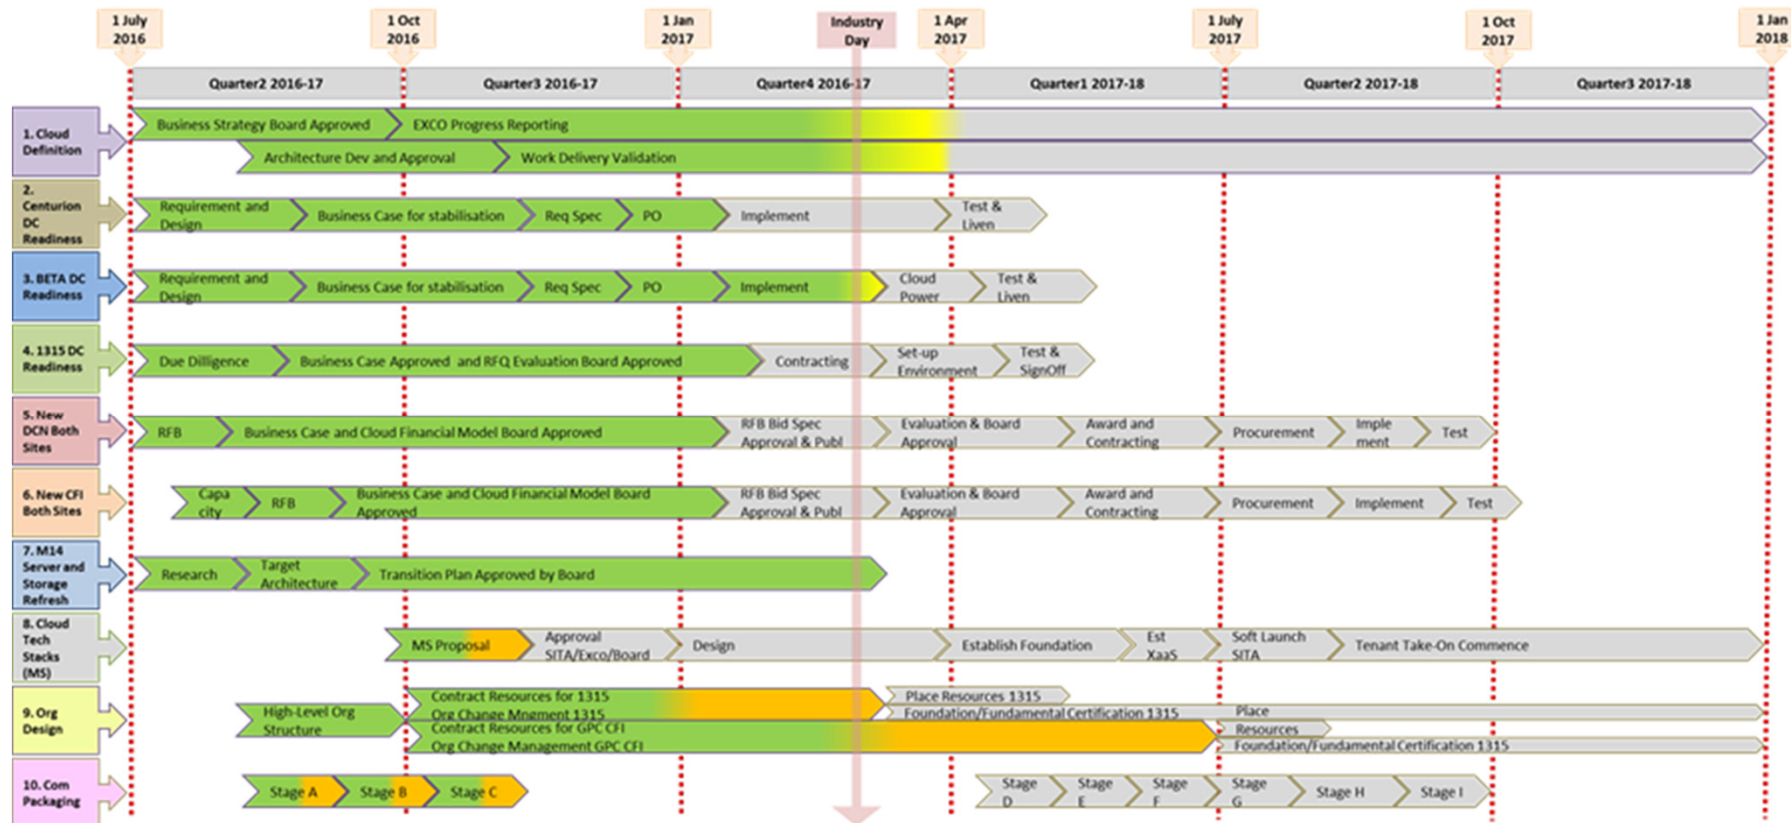 1 July
2016
1 Oct
2016
1 Jan
2017
Industry
Day
1 Apr
2017
1 July
2017
1 Oct
2017
1 Jan
2018
Quarter2 2016-17
Quarter3 2016-17
Quarter4 2016-17
Quarter1 2017-18
Quarter2 2017-18
Quarter3 2017-18
1. Cloud
Definition
Business Strategy Board Approved
EXCO Progress Reporting
Architecture Dev and Approval
Work Delivery Validation
2.
Centurion
DC
Readiness
Requirement and
Design
Business Case for stabilisation
Req Spec
PO
Implement
Test &
Liven
3. BETA DC
Readiness
Requirement and
Design
Business Case for stabilisation
Req Spec
PO
Implement
Cloud
Power
Test &
Liven
4. 1315 DC
Readiness
Due Dilligence
Business Case Approved and RFQ Evaluation Board Approved
Contracting
Set-up
Environment
Test &
SignOff
5. New
DCN Both
Sites
RFB
Business Case and Cloud Financial Model Board Approved
RFB Bid Spec
Approval & Publ
Evaluation & Board
Approval
Award and
Contracting
Procurement
Imple
ment
Test
6. New CFI
Both Sites
Capa
city
RFB
Business Case and Cloud Financial Model Board
Approved
RFB Bid Spec
Approval & Publ
Evaluation & Board
Approval
Award and
Contracting
Procurement
Implement
Test
7. M14
Server and
Storage
Refresh
Research
Target
Architecture
Transition Plan Approved by Board
8. Cloud
Tech
Stacks
(MS)
MS Proposal
Approval
SITA/Exco/Board
Design
Establish Foundation
Est
XaaS
Soft Launch
SITA
Tenant Take-On Commence
9. Org
Design
High-Level Org
Structure
Contract Resources for 1315
Org Change Mngment 1315
Contract Resources for GPC CFI
Org Change Management GPC CFI
Place Resources 1315
Foundation/Fundamental Certification 1315
Place
Resources
Foundation/Fundamental Certification 1315
10. Com
Packaging
Stage A
Stage B
Stage C
Stage
D
Stage
E
Stage
F
Stage
G
Stage H
Stage I